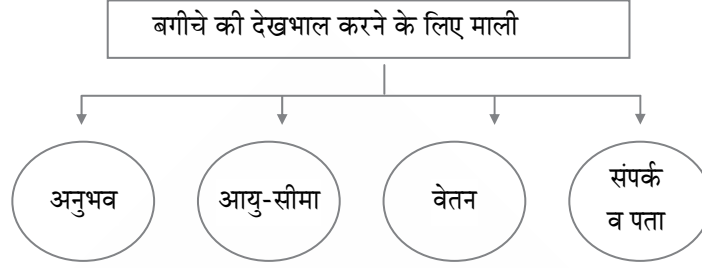 बगीचे की देखभाल करने के लिए माली
अनुभव
आयु-सीमा
वेतन
संपर्क
व पता